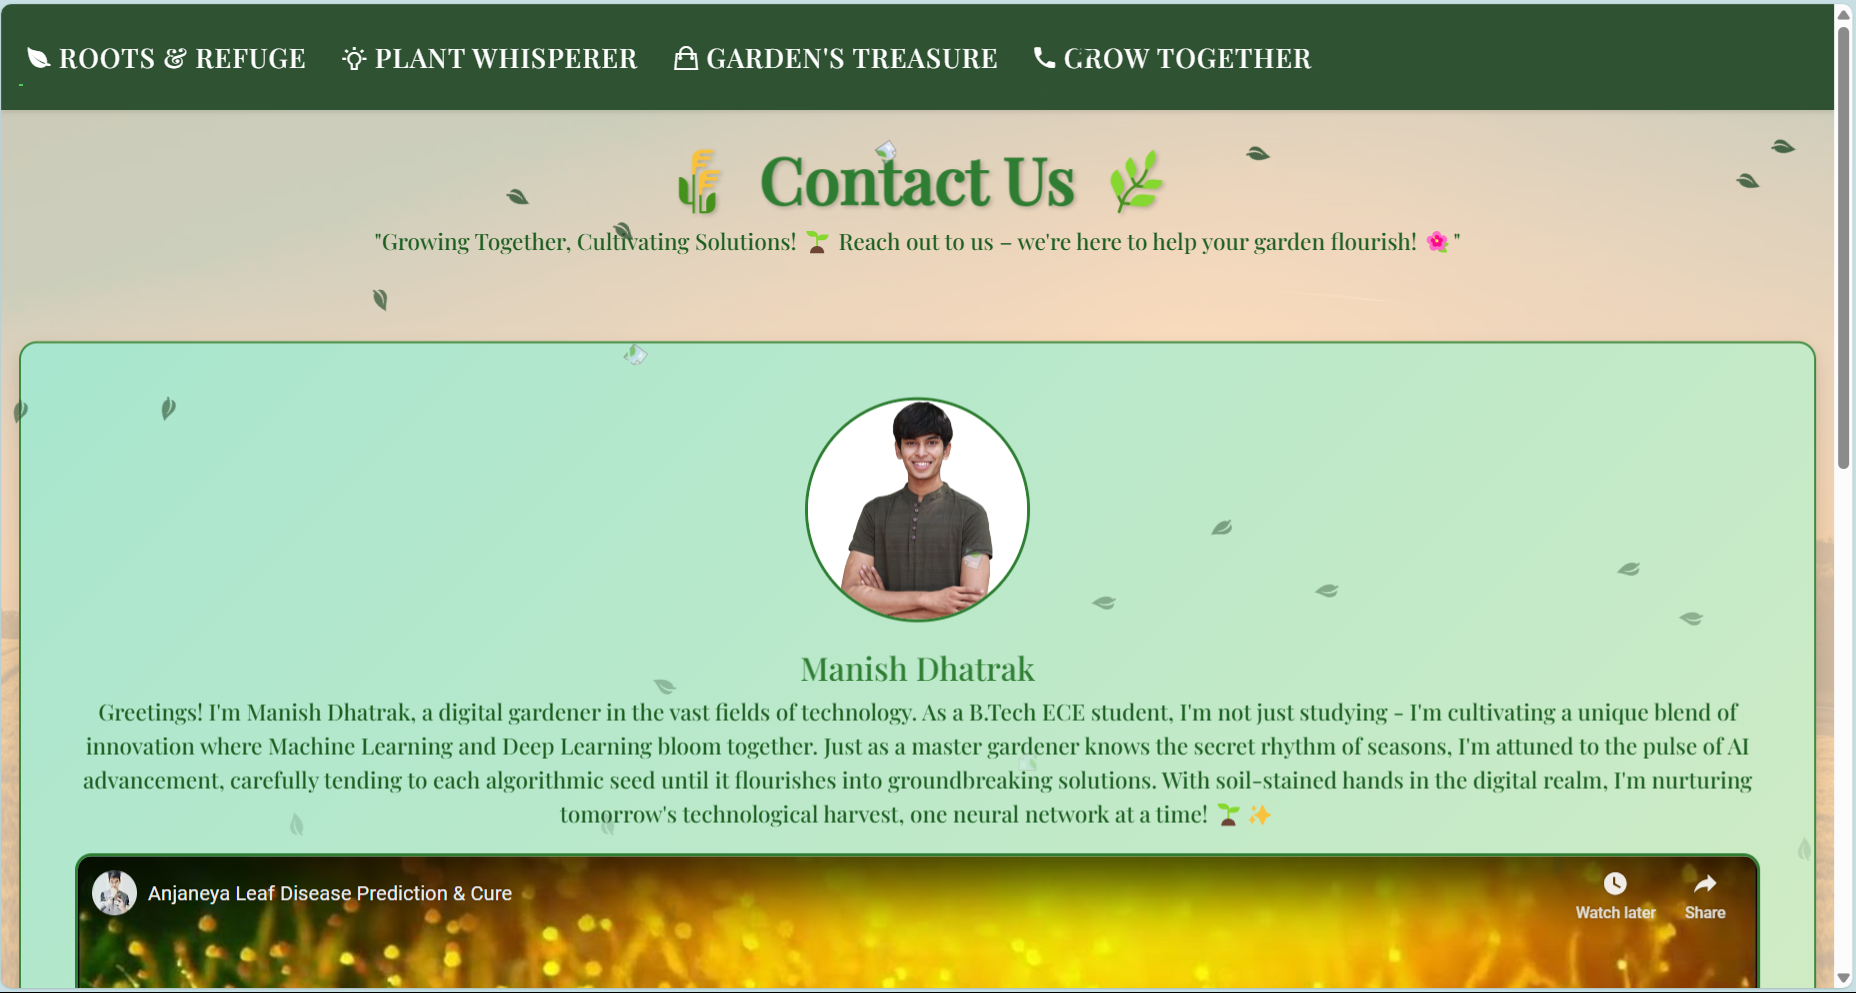 ROOTS & REFUGE PLANT WHISPERER GARDEN'S TREASURE GROW TOGETHER
Contact Us
"Growing Together, Cultivating Solutions! 🌱 Reach out to us – we're here to help your garden flourish! 🌺"
Manish Dhatrak
Greetings! I'm Manish Dhatrak, a digital gardener in the vast fields of technology. As a B.Tech ECE student, I'm not just studying - I'm cultivating a unique blend of
innovation where Machine Learning and Deep Learning bloom together. Just as a master gardener knows the secret rhythm of seasons, I'm attuned to the pulse of AI
advancement, carefully tending to each algorithmic seed until it flourishes into groundbreaking solutions. With soil-stained hands in the digital realm, I'm nurturing
tomorrow's technological harvest, one neural network at a time! 🌱✨
Anjaneya Leaf Disease Prediction & Cure
Watch later Share